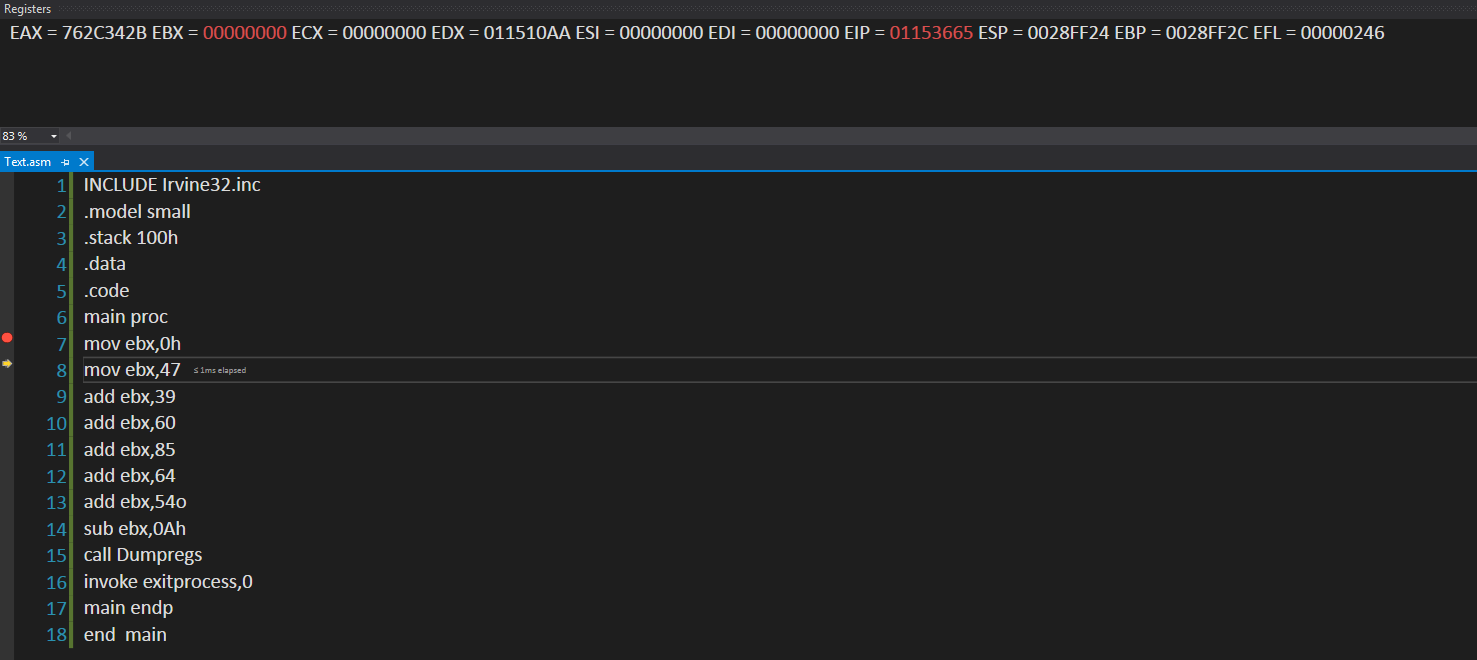 Registers
EAX = 762C342B EBX = 00000000 ECX = 00000000 EDX = 011510AA ESI = 00000000 EDI = 00000000 EIP = 01153665 ESP = 0028FF24 EBP = 0028FF2C EFL = 00000246
83 %
Text.asm
1 INCLUDE Irvine32.inc
2 .model small
3 .stack 100h
4 .data
5 .code
6 main proc
7 mov ebx,0h
8 mov ebx,47 ≤ 1ms elapsed
9 add ebx,39
10 add ebx,60
11 add ebx,85
12 add ebx,64
13 add ebx,54o
14 sub ebx,0Ah
15 call Dumpregs
16 invoke exitprocess,0
17 main endp
18 end  main